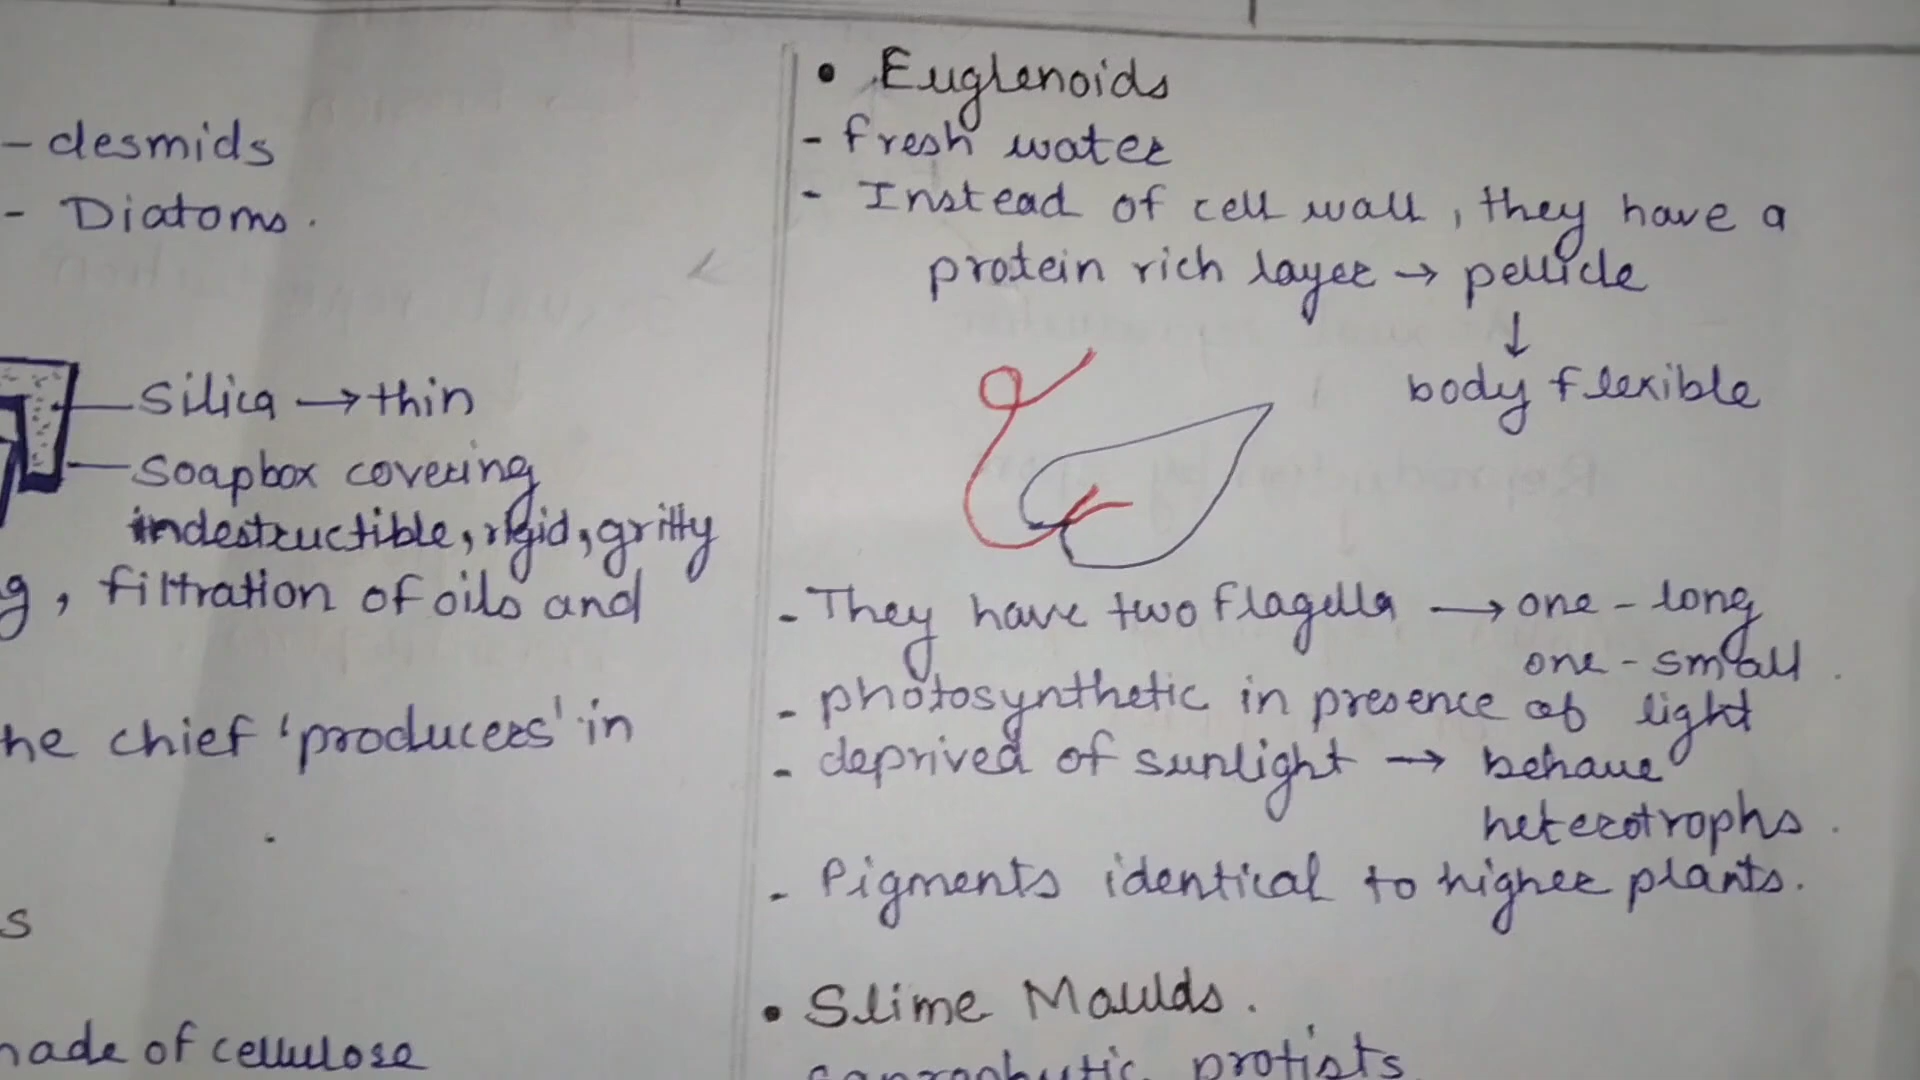 - desmids
- Diatoms.
Silica → thin
Soapbox covering
indestructible, rigid, gritty
g, filtration of oils and
he chief 'producers' in
s
made of cellulose
• Euglenoids
- fresh water
- Instead of cell wall, they have a
protein rich layer → pellicle
↓
body flexible
- They have two flagella → one - long
one - small.
- photosynthetic in presence of light
- deprived of sunlight → behave
heterotrophs.
- Pigments identical to higher plants.
• Slime Moulds.
saprophytic protists